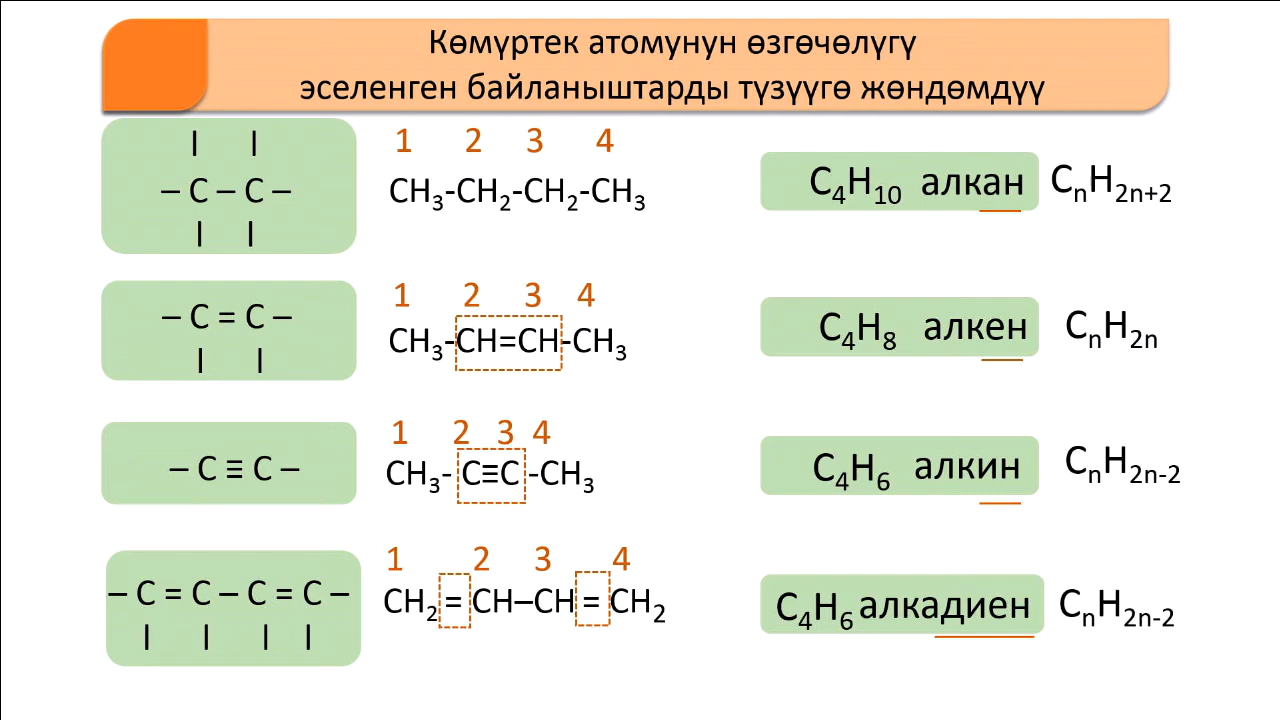 Көмүртек атомунун өзгөчөлүгү
эселенген байланыштарды түзүүгө жөндөмдүү
| |
– C – C –
| |
1 2 3 4
CH₃-CH₂-CH₂-CH₃
C₄H₁₀ алкан CₙH₂ₙ₊₂
– C = C –
| |
1 2 3 4
CH₃-CH=CH-CH₃
C₄H₈ алкен CₙH₂ₙ
– C ≡ C –
1 2 3 4
CH₃- C≡C -CH₃
C₄H₆ алкин CₙH₂ₙ₋₂
– C = C – C = C –
| | | |
1 2 3 4
CH₂ = CH–CH = CH₂
C₄H₆ алкадиен CₙH₂ₙ₋₂